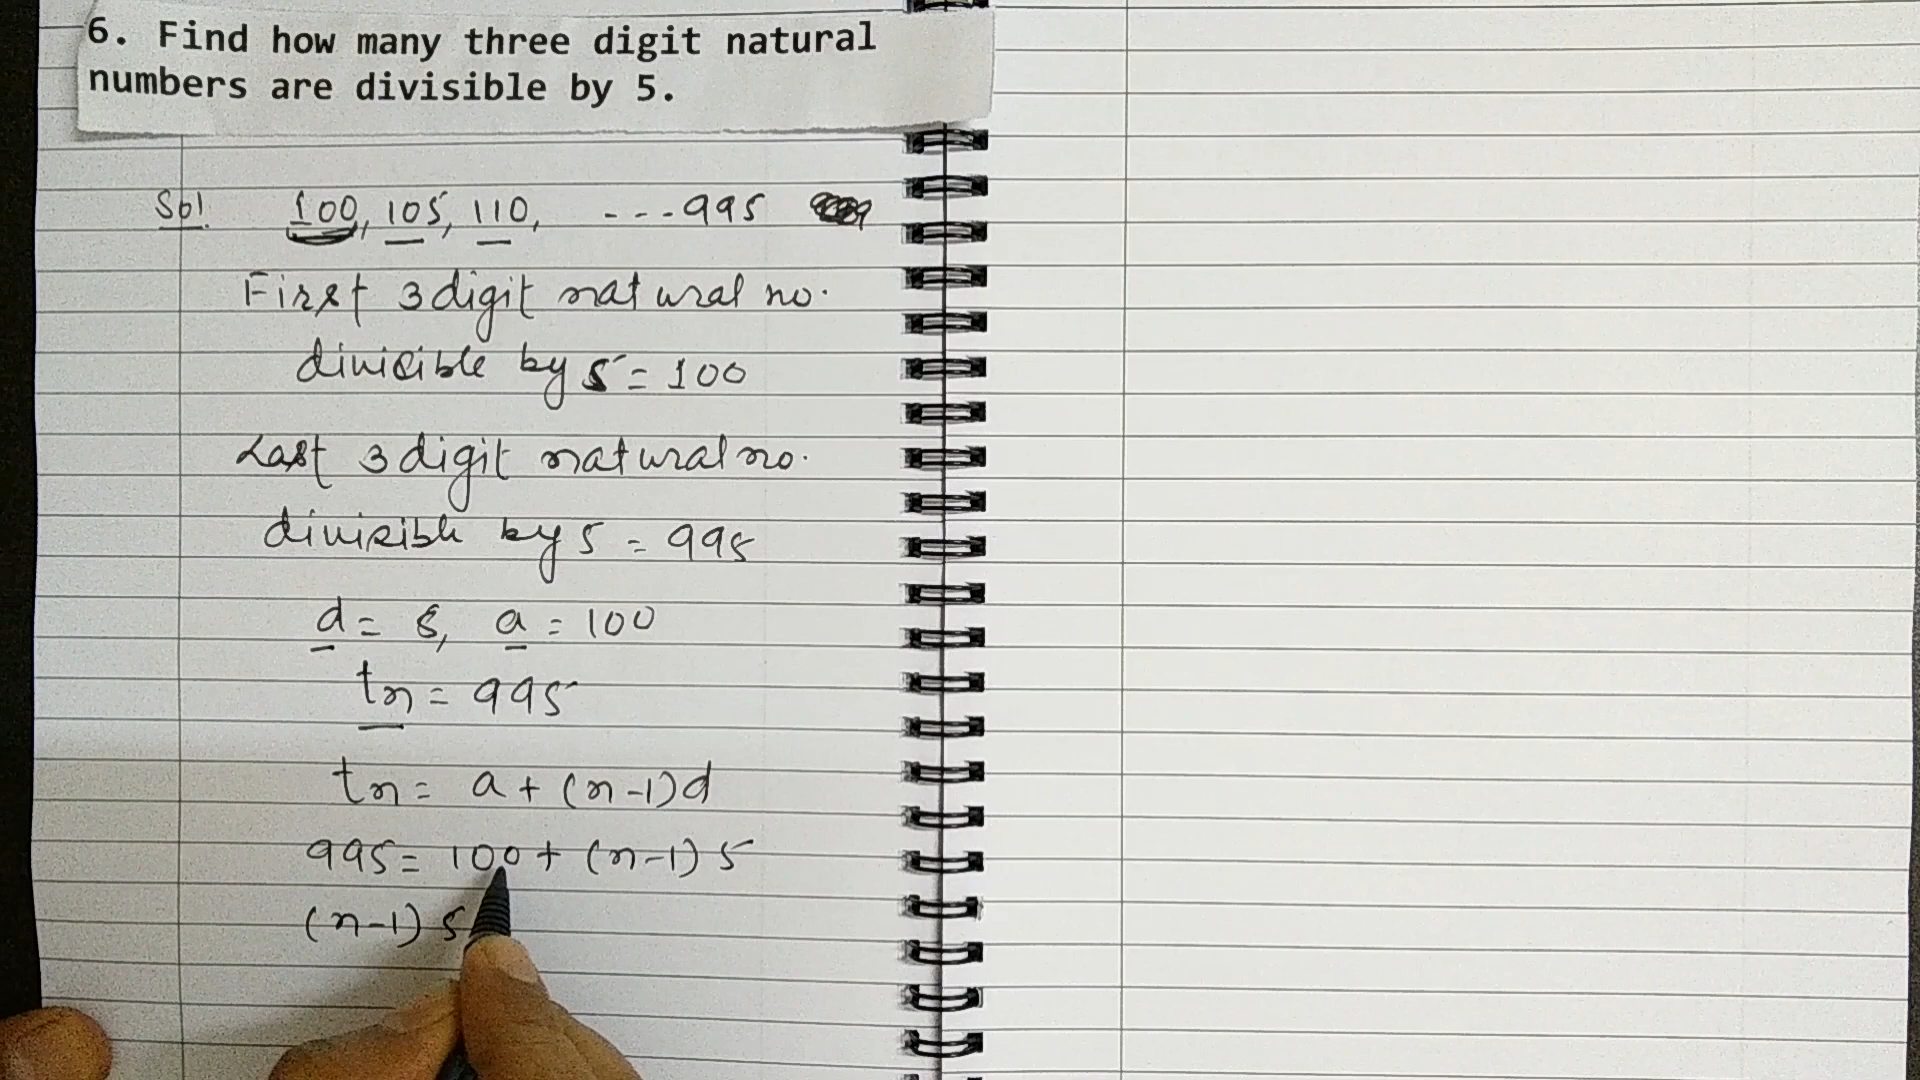 6. Find how many three digit natural
numbers are divisible by 5.
Sol. 100, 105, 110, ---995
First 3 digit natural no.
divisible by 5 = 100
Last 3 digit natural no.
divisible by 5 = 995
d = 5, a = 100
tn = 995
tn = a + (n-1)d
995 = 100 + (n-1) 5
(n-1) 5